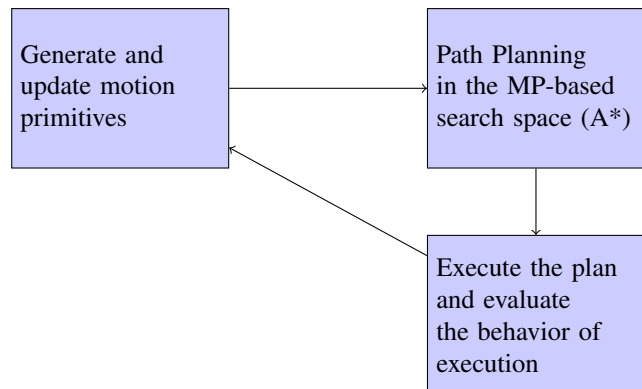 Generate and
update motion
primitives
Path Planning
in the MP-based
search space (A*)
Execute the plan
and evaluate
the behavior of
execution